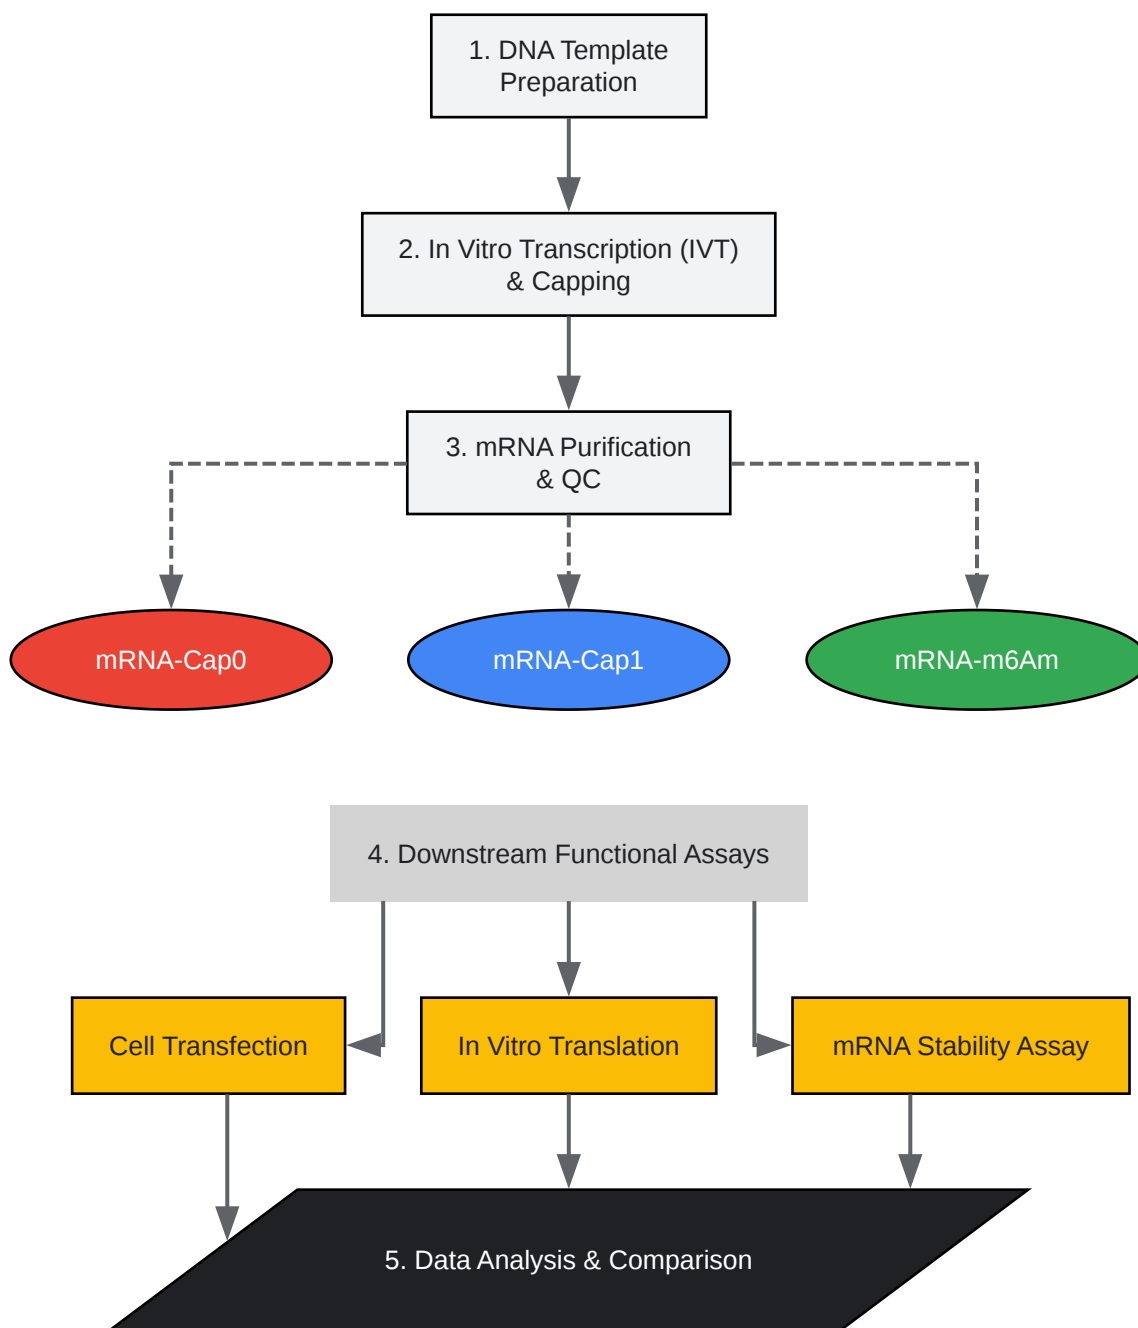 1. DNA Template
Preparation
2. In Vitro Transcription (IVT)
& Capping
3. mRNA Purification
& QC
mRNA-Cap0
mRNA-Cap1
mRNA-m6Am
4. Downstream Functional Assays
Cell Transfection
In Vitro Translation
mRNA Stability Assay
5. Data Analysis & Comparison